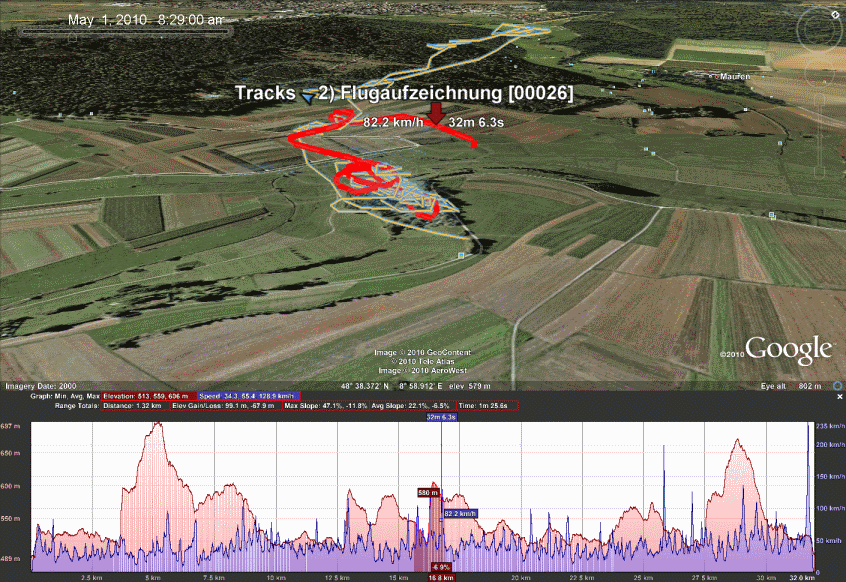 May 1, 2010 8:29:00 am
Maufen
Tracks 2) Flugaufzeichnung [00026]
82.2 km/h 32m 6.3s
Image © 2010 GeoContent
© 2010 Tele Atlas
Image © 2010 AeroWest
©2010 Google
Imagery Date: 2000 48° 38.372' N 8° 58.912' E elev 579 m Eye alt 802 m
Graph: Min, Avg, Max Elevation: 513, 559, 606 m Speed: 34.3, 55.4, 128.9 km/h
Range Totals: Distance: 1.32 km Elev Gain/Loss: 99.1 m, -67.9 m Max Slope: 47.1%, -11.8% Avg Slope: 22.1%, -6.5% Time: 1m 25.6s
32m 6.3s
697 m 235 km/h
200 km/h
650 m
600 m 580 m 150 km/h
82.2 km/h 100 km/h
550 m
50 km/h
489 m -6.9% 0
2.5 km 5 km 7.5 km 10 km 12.5 km 15 km 16.8 km 20 km 22.5 km 25 km 27.5 km 30 km 32.0 km